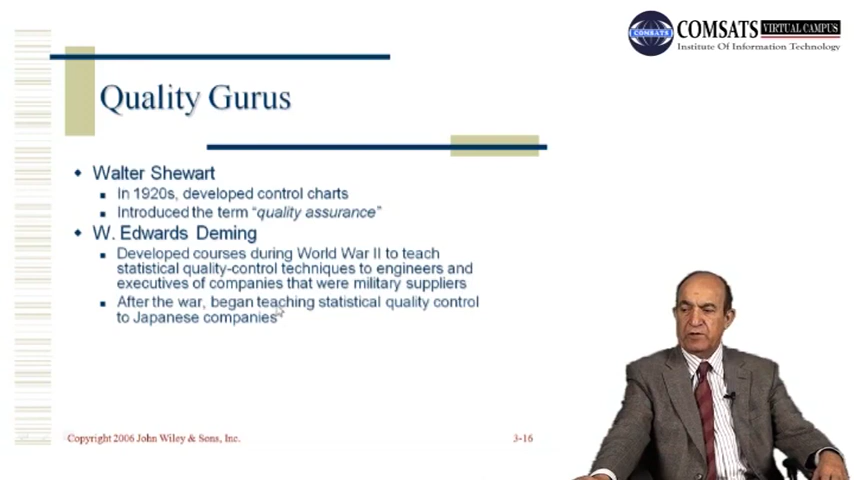 COMSATS VIRTUAL CAMPUS
COMSATS
Institute Of Information Technology
Quality Gurus
Walter Shewart
In 1920s, developed control charts
Introduced the term “quality assurance”
W. Edwards Deming
Developed courses during World War II to teach
statistical quality-control techniques to engineers and
executives of companies that were military suppliers
After the war, began teaching statistical quality control
to Japanese companies
Copyright 2006 John Wiley & Sons, Inc.
3-16